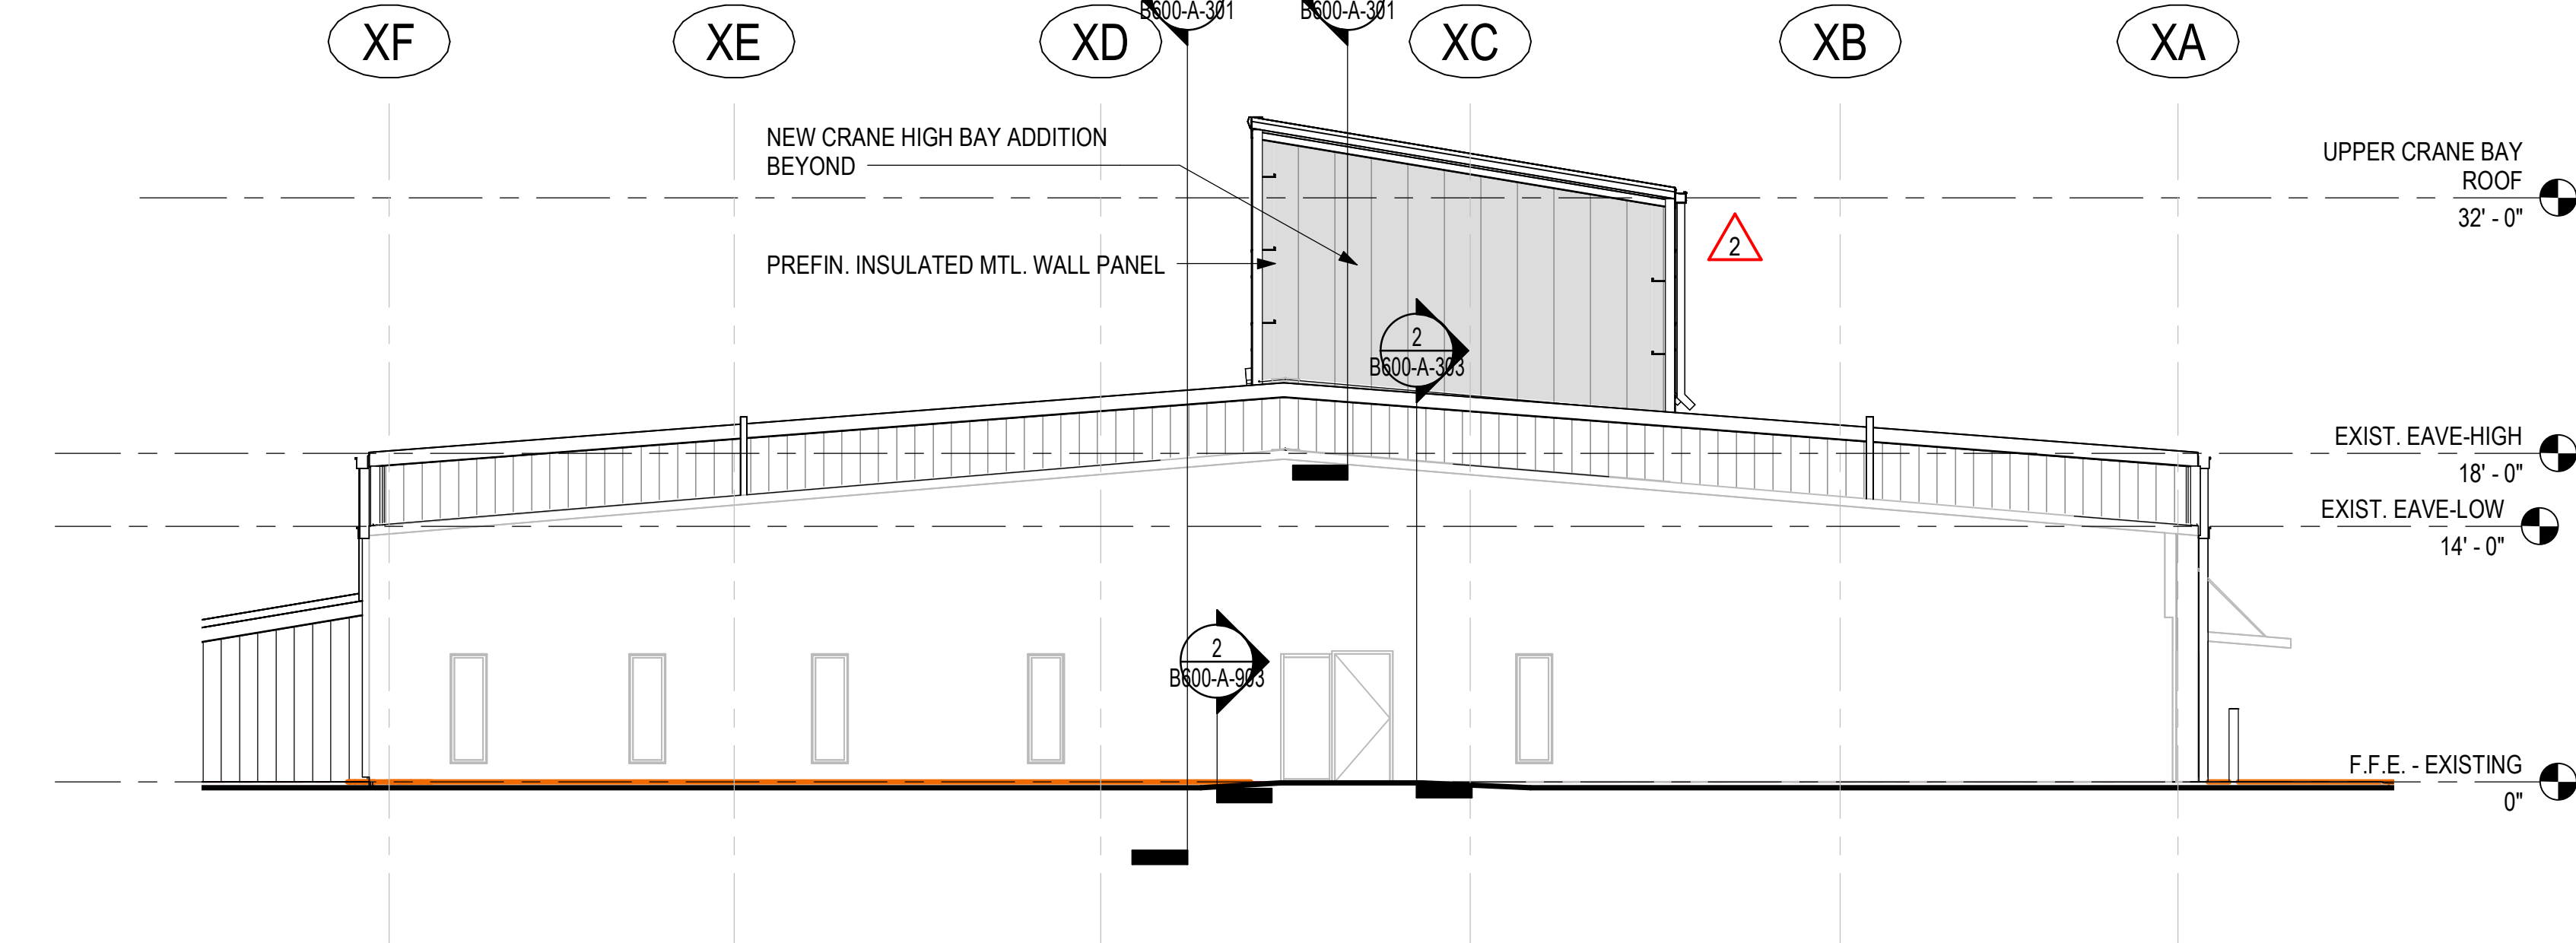 XF
XE
XD
B600-A-301
B600-A-301
XC
XB
XA
NEW CRANE HIGH BAY ADDITION
BEYOND
UPPER CRANE BAY
ROOF
32' - 0"
2
PREFIN. INSULATED MTL. WALL PANEL
2
B600-A-303
EXIST. EAVE-HIGH
18' - 0"
EXIST. EAVE-LOW
14' - 0"
2
B600-A-903
F.F.E. - EXISTING
0"